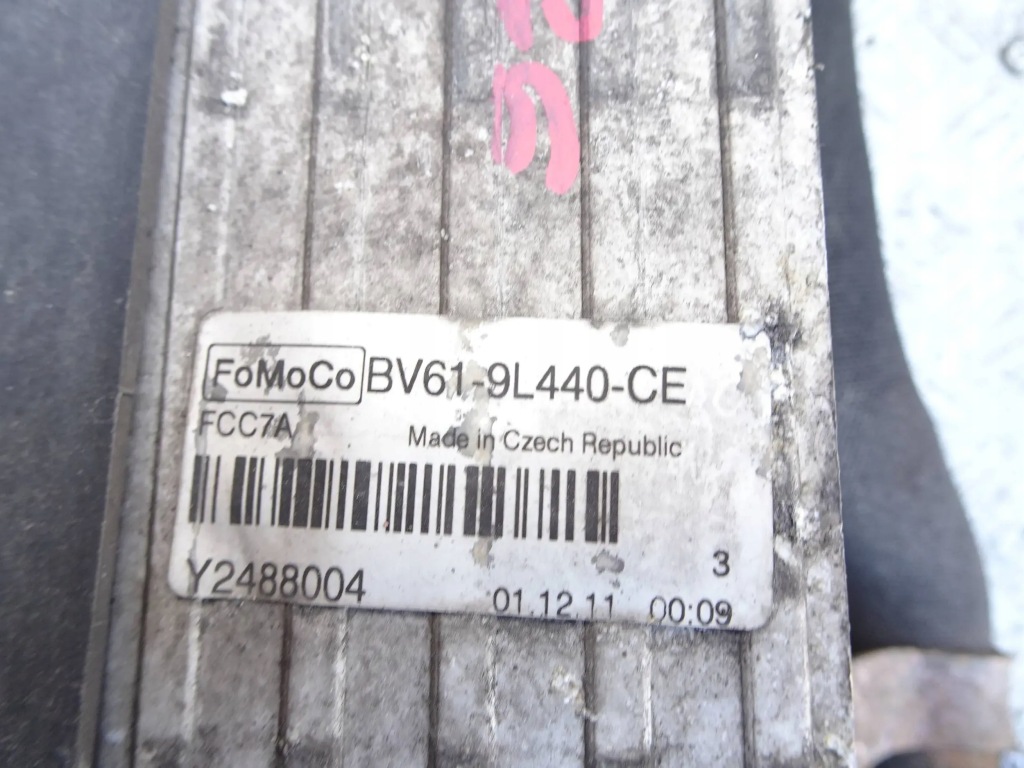 FoMoCo BV61-9L440-CE
FCC7A Made in Czech Republic
3
Y2488004 01.12.11 00:09